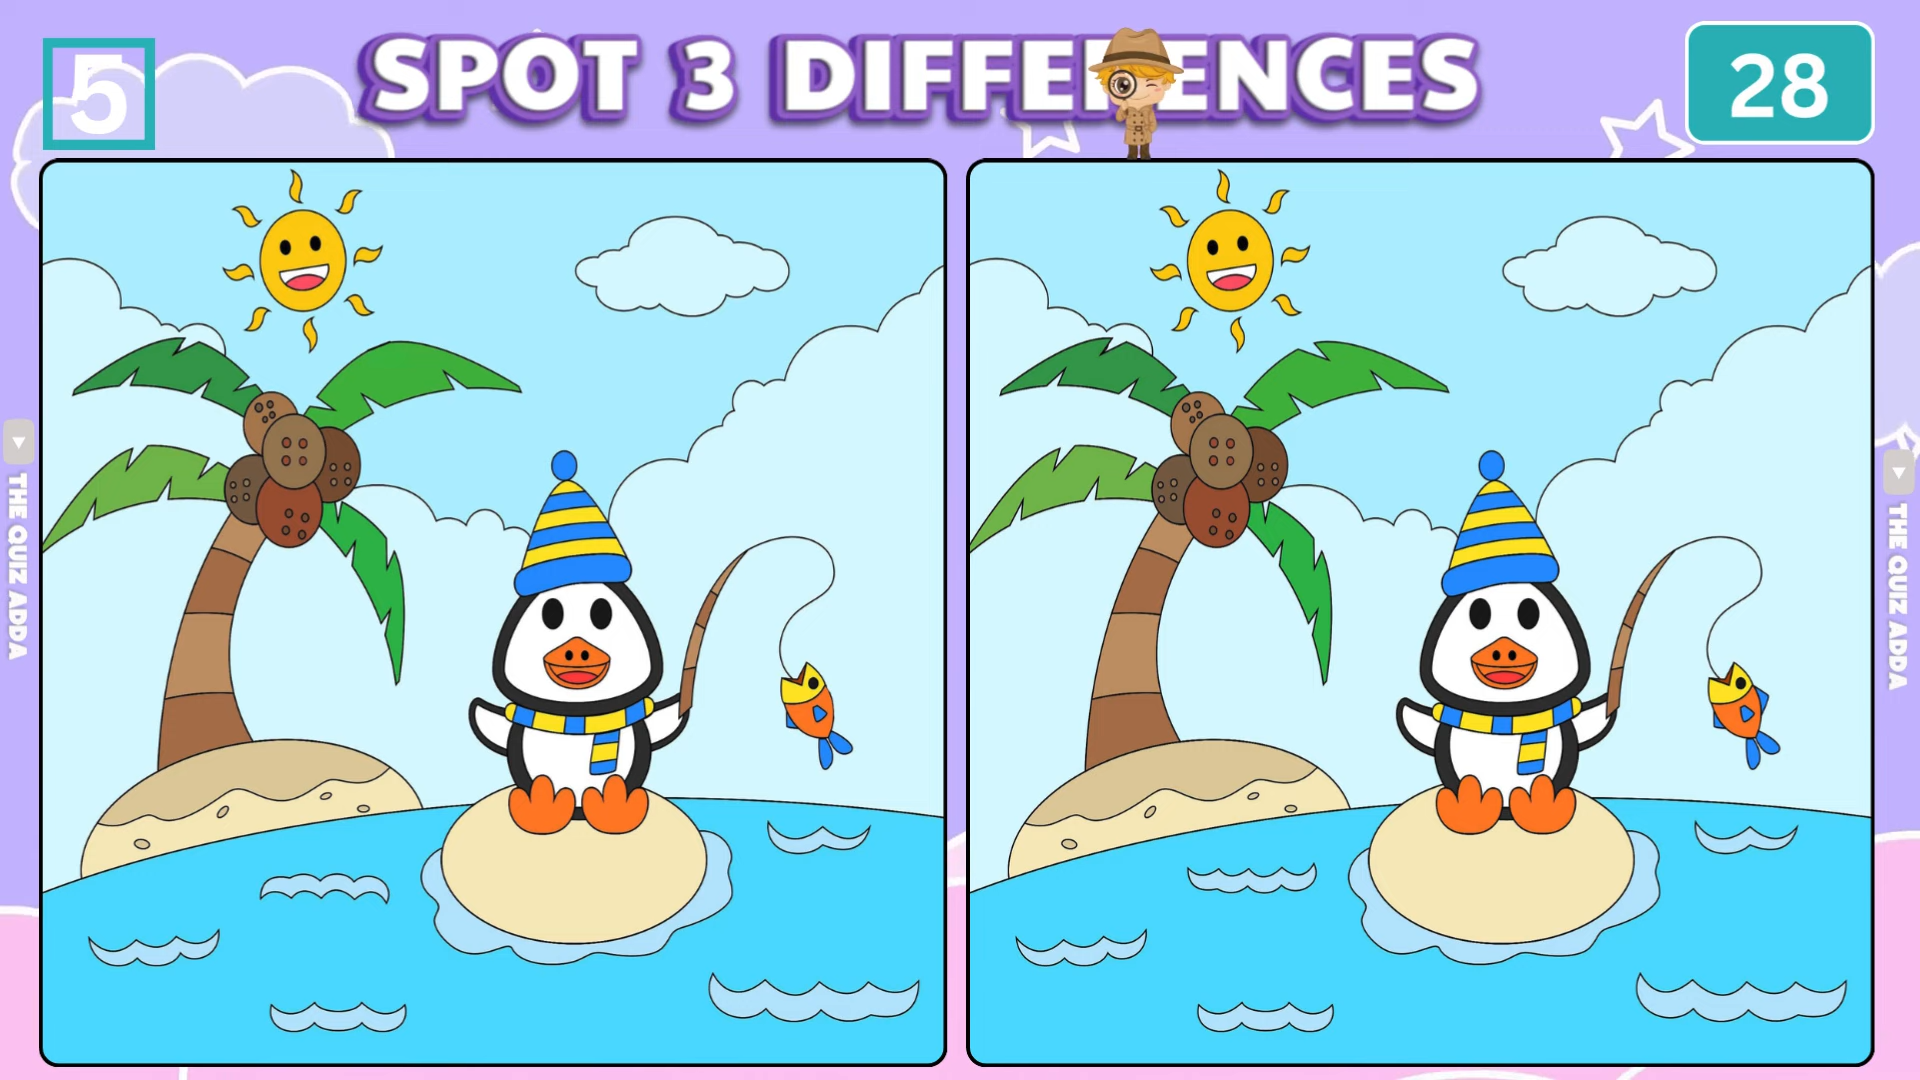 5
SPOT 3 DIFFERENCES
28
THE QUIZ ADDA
THE QUIZ ADDA